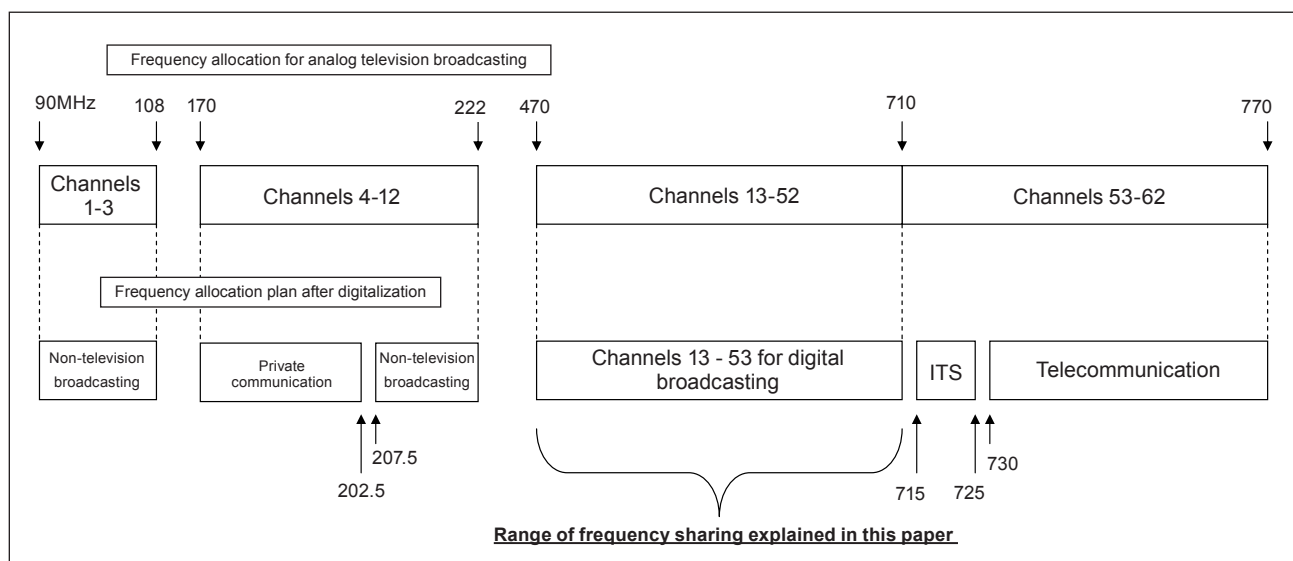 Frequency allocation for analog television broadcasting
90MHz
108
170
222
470
710
770
Channels
1-3
Channels 4-12
Channels 13-52
Channels 53-62
Frequency allocation plan after digitalization
Non-television
broadcasting
Private
communication
Non-television
broadcasting
Channels 13 - 53 for digital
broadcasting
ITS
Telecommunication
202.5
207.5
715
725
730
Range of frequency sharing explained in this paper